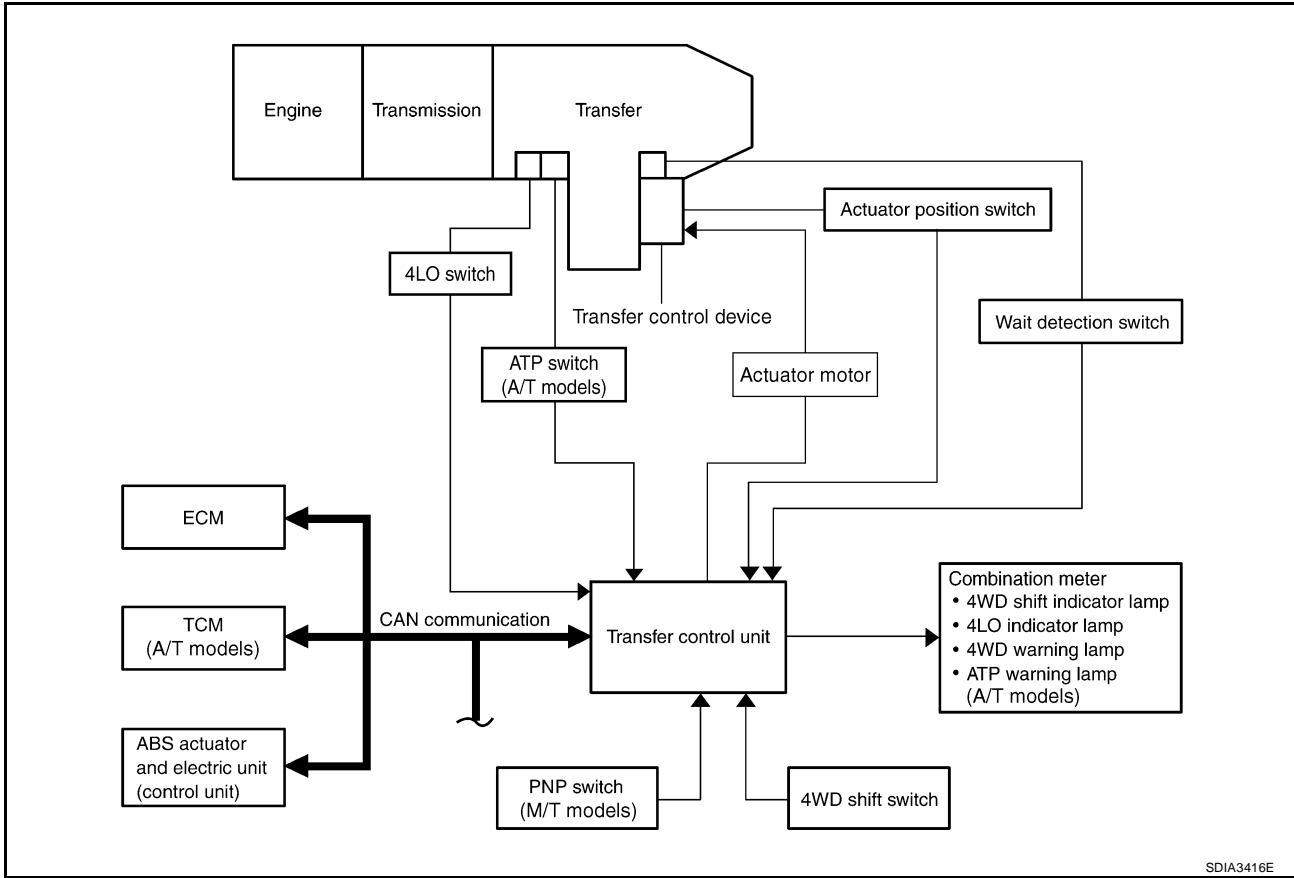 Engine
Transmission
Transfer
Actuator position switch
4LO switch
Transfer control device
Wait detection switch
ATP switch
(A/T models)
Actuator motor
ECM
CAN communication
TCM
(A/T models)
Transfer control unit
Combination meter
• 4WD shift indicator lamp
• 4LO indicator lamp
• 4WD warning lamp
• ATP warning lamp
(A/T models)
ABS actuator
and electric unit
(control unit)
PNP switch
(M/T models)
4WD shift switch
SDIA3416E